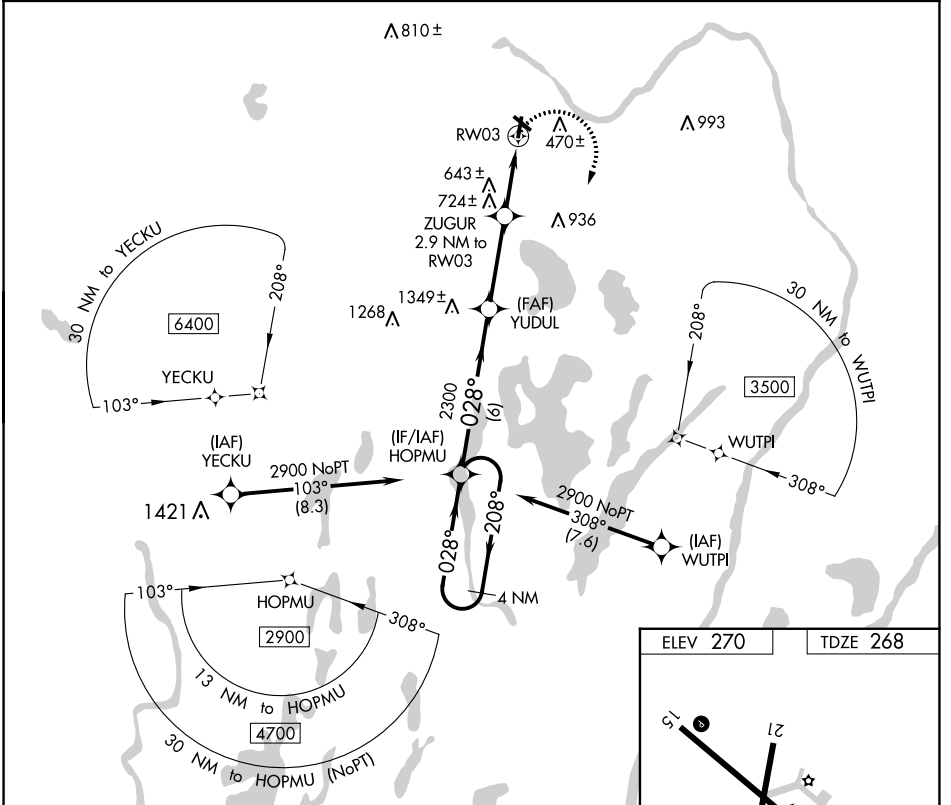 810±
993
RW03
470±
643±
724±
ZUGUR
2.9 NM to
RW03
936
30 NM to YECKU
208°
6400
YECKU
103°
1268
1349±
(FAF)
YUDUL
30 NM to WUTPI
208°
3500
WUTPI
308°
2300
028°
(6)
(IF/IAF)
HOPMU
(IAF)
YECKU
2900 NoPT
103°
(8.3)
1421
2900 NoPT
308°
(7.6)
(IAF)
WUTPI
028°
208°
4 NM
103°
HOPMU
308°
2900
13 NM to HOPMU
4700
30 NM to HOPMU (NoPT)
ELEV 270
TDZE 268
15
P
21